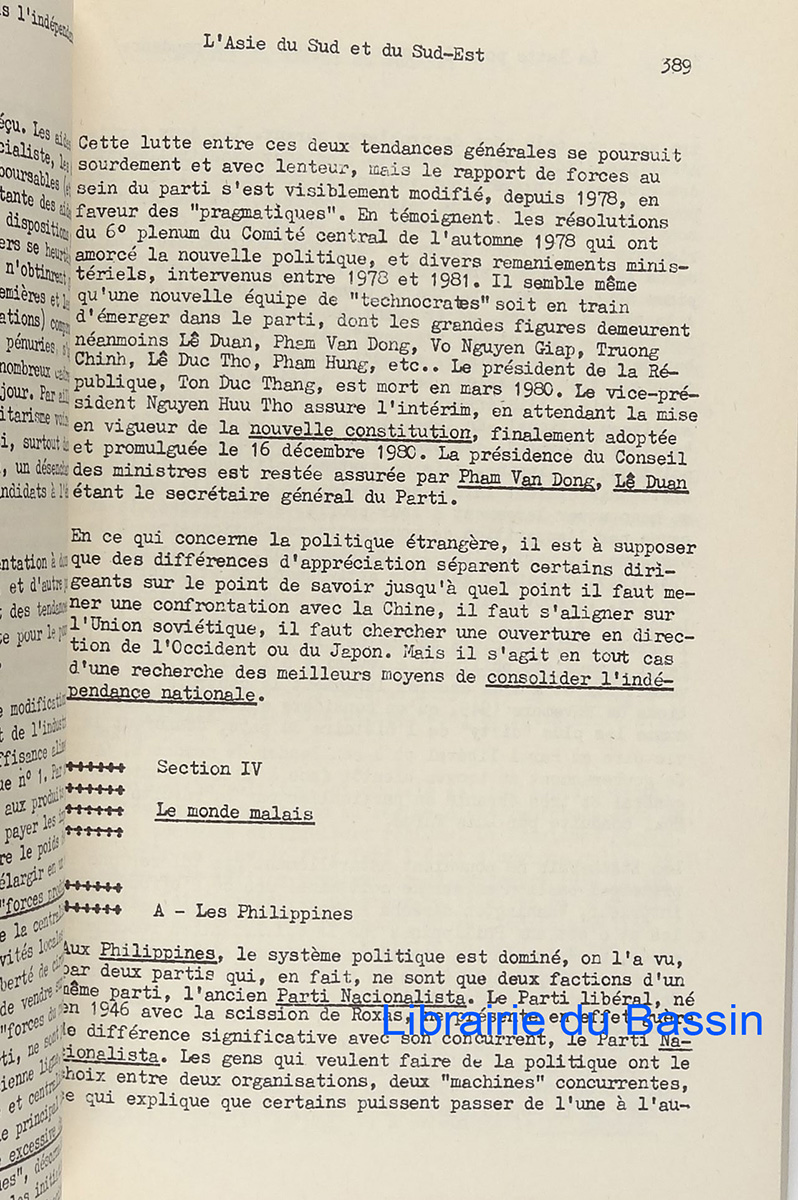 L'Asie du Sud et du Sud-Est
389
Cette lutte entre ces deux tendances générales se poursuit
sourdement et avec lenteur, mais le rapport de forces au
sein du parti s'est visiblement modifié, depuis 1978, en
faveur des "pragmatiques". En témoignent les résolutions
du 6° plenum du Comité central de l'automne 1978 qui ont
amorcé la nouvelle politique, et divers remaniements minis-
tériels, intervenus entre 1978 et 1981. Il semble même
qu'une nouvelle équipe de "technocrates" soit en train
d'émerger dans le parti, dont les grandes figures demeurent
néanmoins Lê Duan, Pham Van Dong, Vo Nguyen Giap, Truong
Chinh, Lê Duc Tho, Pham Hung, etc.. Le président de la Ré-
publique, Ton Duc Thang, est mort en mars 1980. Le vice-pré-
sident Nguyen Huu Tho assure l'intérim, en attendant la mise
en vigueur de la nouvelle constitution, finalement adoptée
et promulguée le 16 décembre 1980. La présidence du Conseil
des ministres est restée assurée par Pham Van Dong, Lê Duan
étant le secrétaire général du Parti.
En ce qui concerne la politique étrangère, il est à supposer
que des différences d'appréciation séparent certains diri-
geants sur le point de savoir jusqu'à quel point il faut me-
ner une confrontation avec la Chine, il faut s'aligner sur
l'Union soviétique, il faut chercher une ouverture en direc-
tion de l'Occident ou du Japon. Mais il s'agit en tout cas
d'une recherche des meilleurs moyens de consolider l'indé-
pendance nationale.
Section IV
Le monde malais
A - Les Philippines
Aux Philippines, le système politique est dominé, on l'a vu,
par deux partis qui, en fait, ne sont que deux factions d'un
même parti, l'ancien Parti Nacionalista. Le Parti libéral, né
en 1946 avec la scission de Roxas, ne présente en effet guère
de différence significative avec son concurrent, le Parti Na-
cionalista. Les gens qui veulent faire de la politique ont le
choix entre deux organisations, deux "machines" concurrentes,
ce qui explique que certains puissent passer de l'une à l'au-
Librairie du Bassin